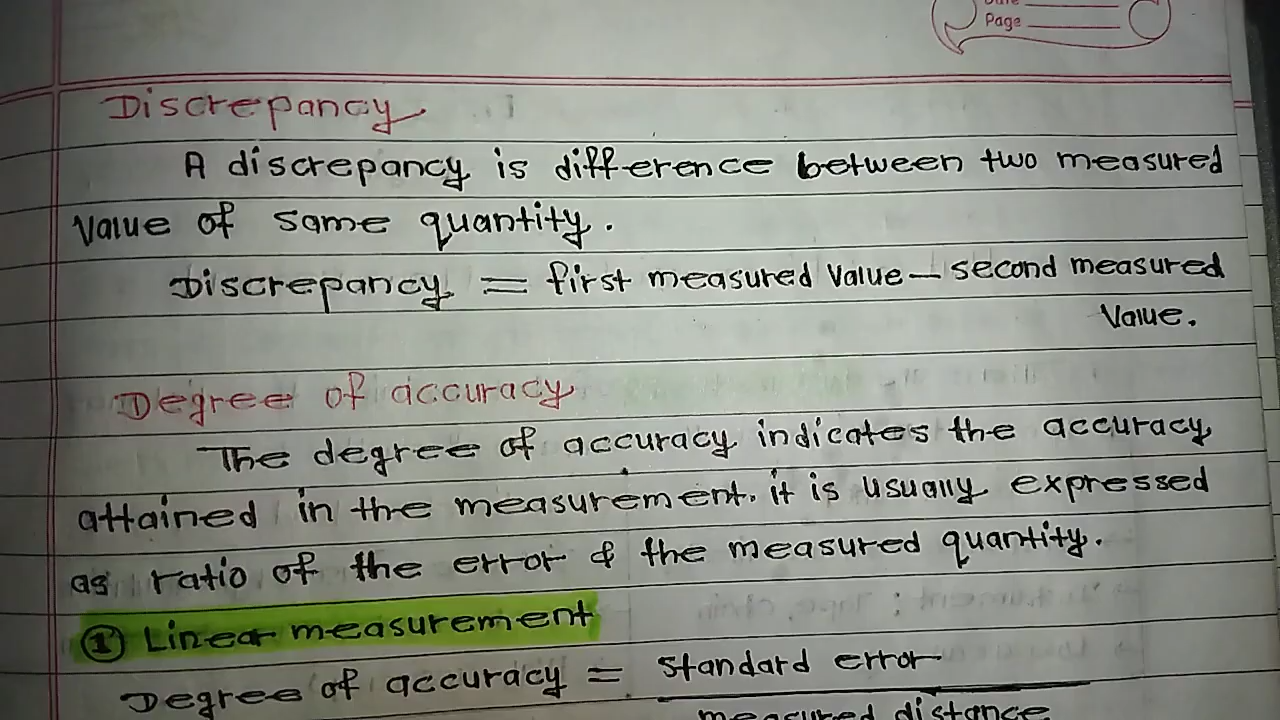 Page
Discrepancy
A discrepancy is difference between two measured
Value of same quantity.
Discrepancy = first measured Value - second measured
Value.
Degree of accuracy
The degree of accuracy indicates the accuracy
attained in the measurement. it is usually expressed
as ratio of the error & the measured quantity.
① Linear measurement
Degree of accuracy = standard error
measured distance